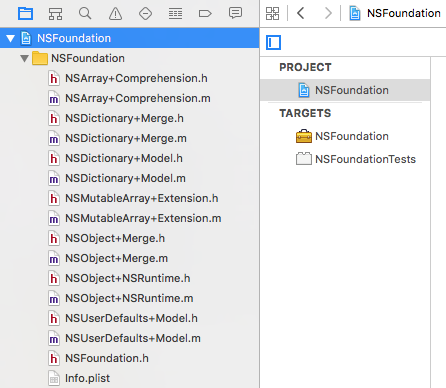 NSFoundation
NSFoundation
NSArray+Comprehension.h
NSArray+Comprehension.m
NSDictionary+Merge.h
NSDictionary+Merge.m
NSDictionary+Model.h
NSDictionary+Model.m
NSMutableArray+Extension.h
NSMutableArray+Extension.m
NSObject+Merge.h
NSObject+Merge.m
NSObject+NSRuntime.h
NSObject+NSRuntime.m
NSUserDefaults+Model.h
NSUserDefaults+Model.m
NSFoundation.h
Info.plist
NSFoundation
PROJECT
NSFoundation
TARGETS
NSFoundation
NSFoundationTests